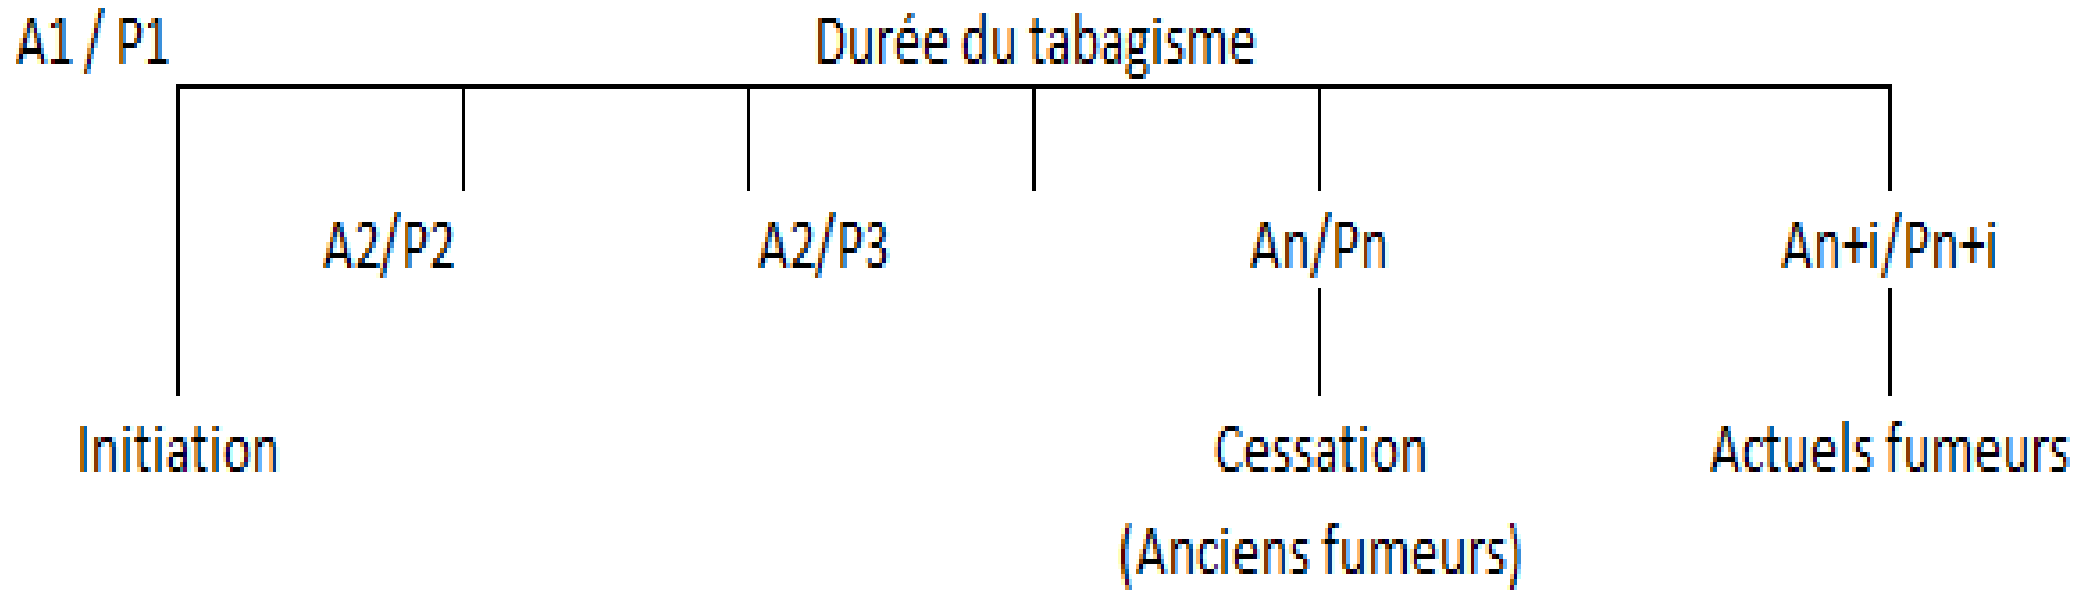 A1 / P1 Durée du tabagisme
A2/P2 A2/P3 An/Pn An+i/Pn+i
Initiation Cessation Actuels fumeurs
(Anciens fumeurs)